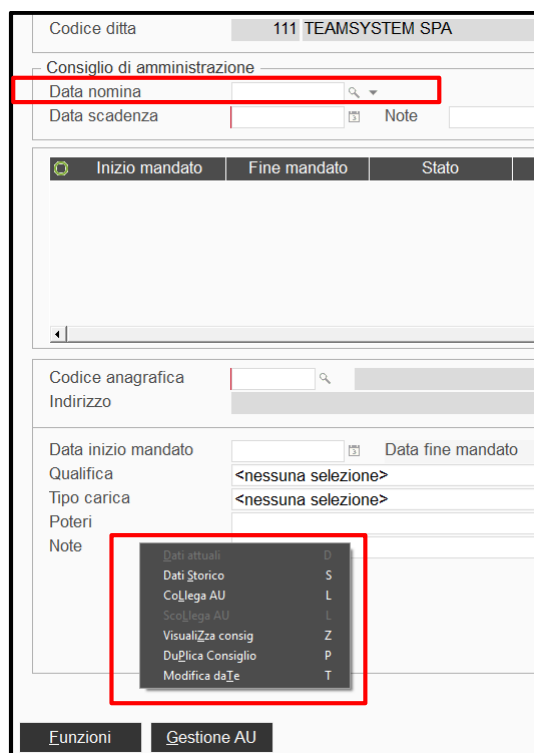 Codice ditta 111 TEAMSYSTEM SPA
Consiglio di amministrazione
Data nomina
Data scadenza Note
Inizio mandato Fine mandato Stato
Codice anagrafica
Indirizzo
Data inizio mandato Data fine mandato
Qualifica <nessuna selezione>
Tipo carica <nessuna selezione>
Poteri
Note
Dati attuali D
Dati Storico S
CoLlega AU L
ScoLlega AU L
VisualiZza consig Z
DuPlica Consiglio P
Modifica daTe T
Funzioni Gestione AU